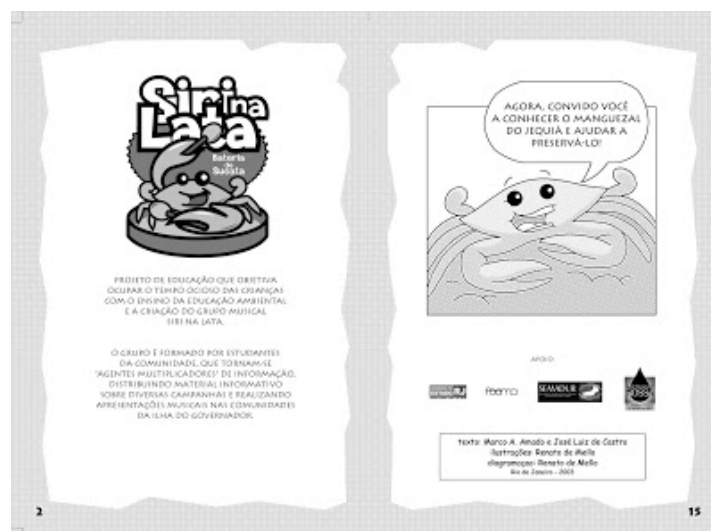 Siri na
Lata
Bateria
de
Sucata
PROJETO DE EDUCAÇÃO QUE OBJETIVA
OCUPAR O TEMPO OCIOSO DAS CRIANÇAS
COM O ENSINO DA EDUCAÇÃO AMBIENTAL
E A CRIAÇÃO DO GRUPO MUSICAL
SIRI NA LATA.
O GRUPO É FORMADO POR ESTUDANTES
DA COMUNIDADE, QUE TORNAM-SE
"AGENTES MULTIPLICADORES" DE INFORMAÇÃO,
DISTRIBUINDO MATERIAL INFORMATIVO
SOBRE DIVERSAS CAMPANHAS E REALIZANDO
APRESENTAÇÕES MUSICAIS NAS COMUNIDADES
DA ILHA DO GOVERNADOR.
2
AGORA, CONVIDO VOCÊ
A CONHECER O MANGUEZAL
DO JEQUIÁ E AJUDAR A
PRESERVÁ-LO!
APOIO:
feema
SEMADUR
texto: Marco A. Amado e José Luiz de Castro
ilustrações: Renato de Mello
diagramaçao: Renato de Mello
Rio de Janeiro - 2003
15